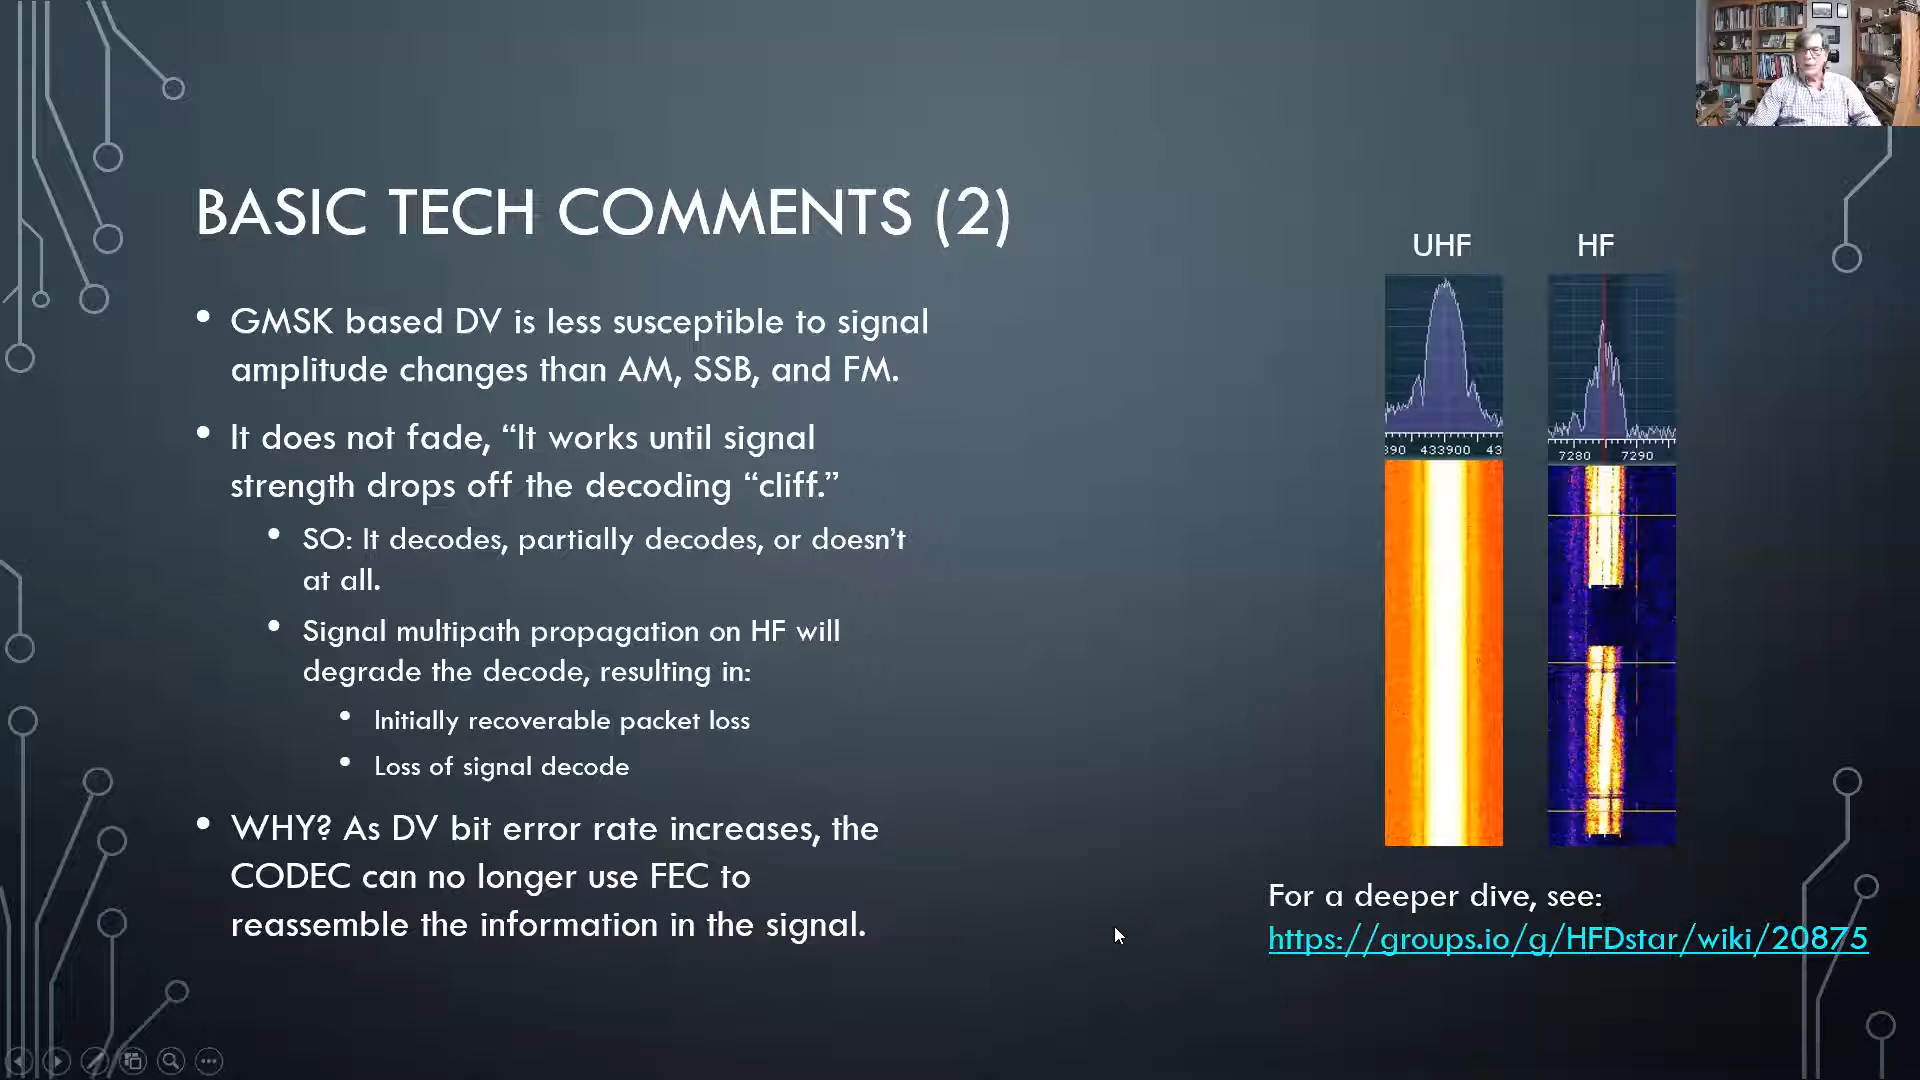 BASIC TECH COMMENTS (2)
• GMSK based DV is less susceptible to signal
amplitude changes than AM, SSB, and FM.
• It does not fade, “It works until signal
strength drops off the decoding “cliff.”
• SO: It decodes, partially decodes, or doesn’t
at all.
• Signal multipath propagation on HF will
degrade the decode, resulting in:
• Initially recoverable packet loss
• Loss of signal decode
• WHY? As DV bit error rate increases, the
CODEC can no longer use FEC to
reassemble the information in the signal.
UHF
HF
390 433900 43
7280 7290
For a deeper dive, see:
https://groups.io/g/HFDstar/wiki/20875